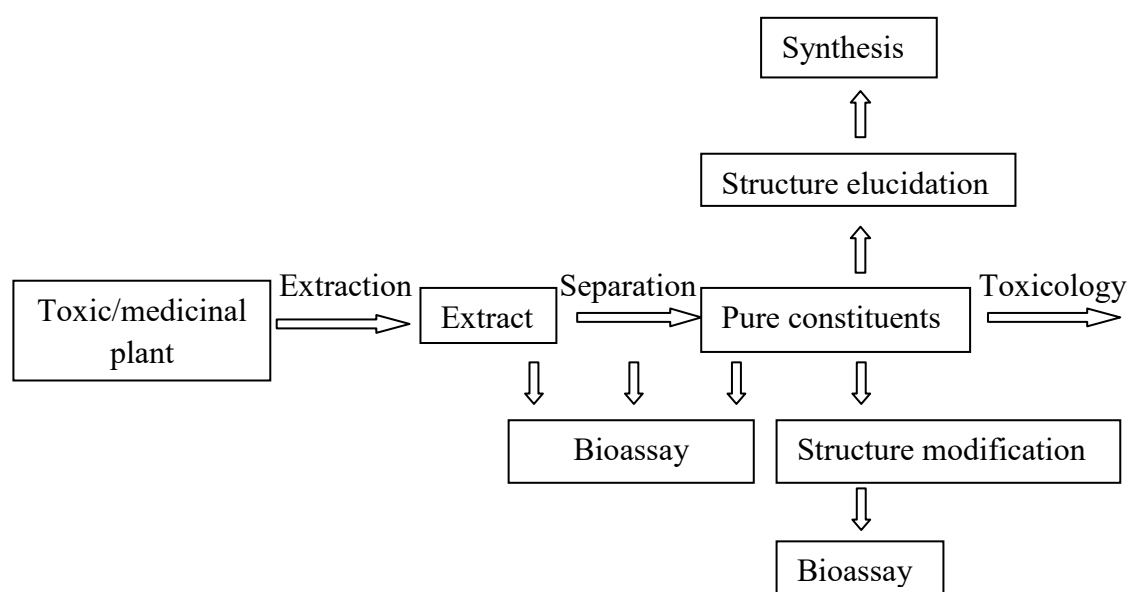 Synthesis
Structure elucidation
Extraction
Separation
Toxicology
Toxic/medicinal
plant
Extract
Pure constituents
Bioassay
Structure modification
Bioassay